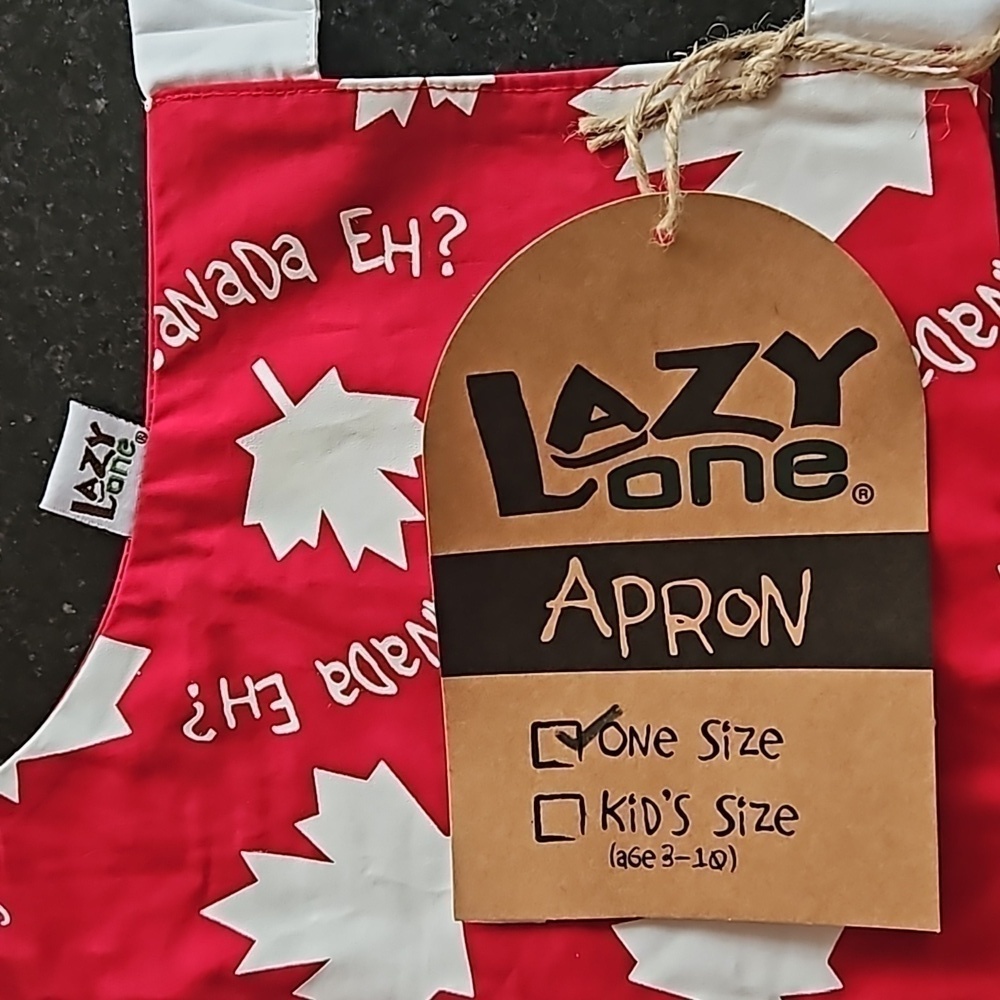 CANADA EH?
LAZY
one®
LAZY
one®
APRON
ONE SIZE
KID'S SIZE
(age 3-10)
CANADA EH?